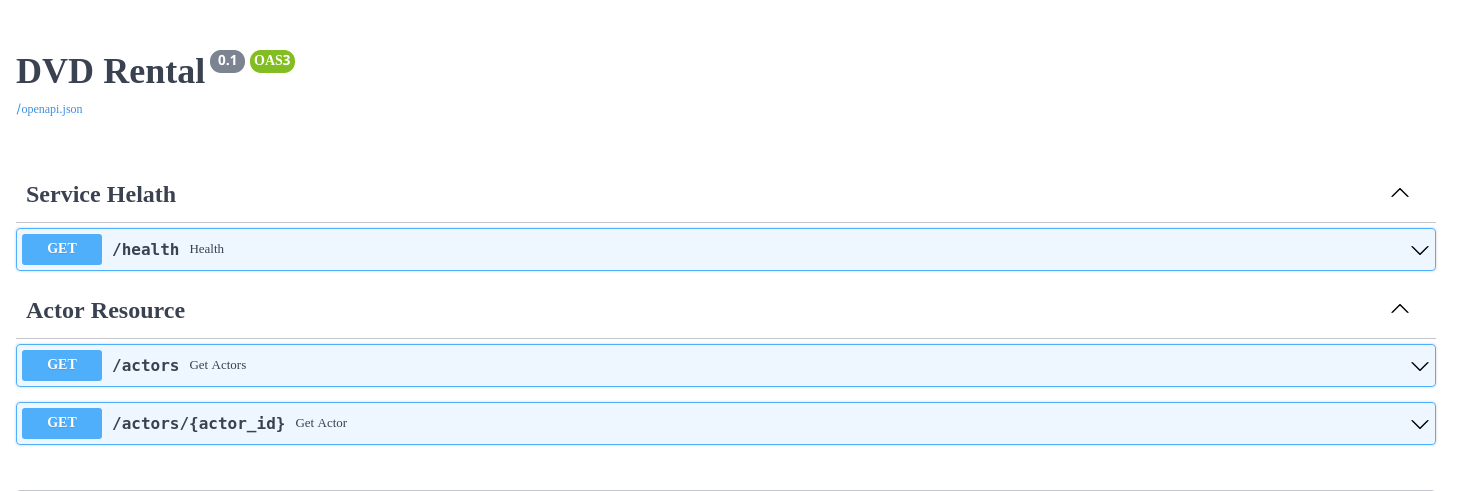 DVD Rental 0.1 OAS3
/openapi.json
Service Helath
GET /health Health
Actor Resource
GET /actors Get Actors
GET /actors/{actor_id} Get Actor